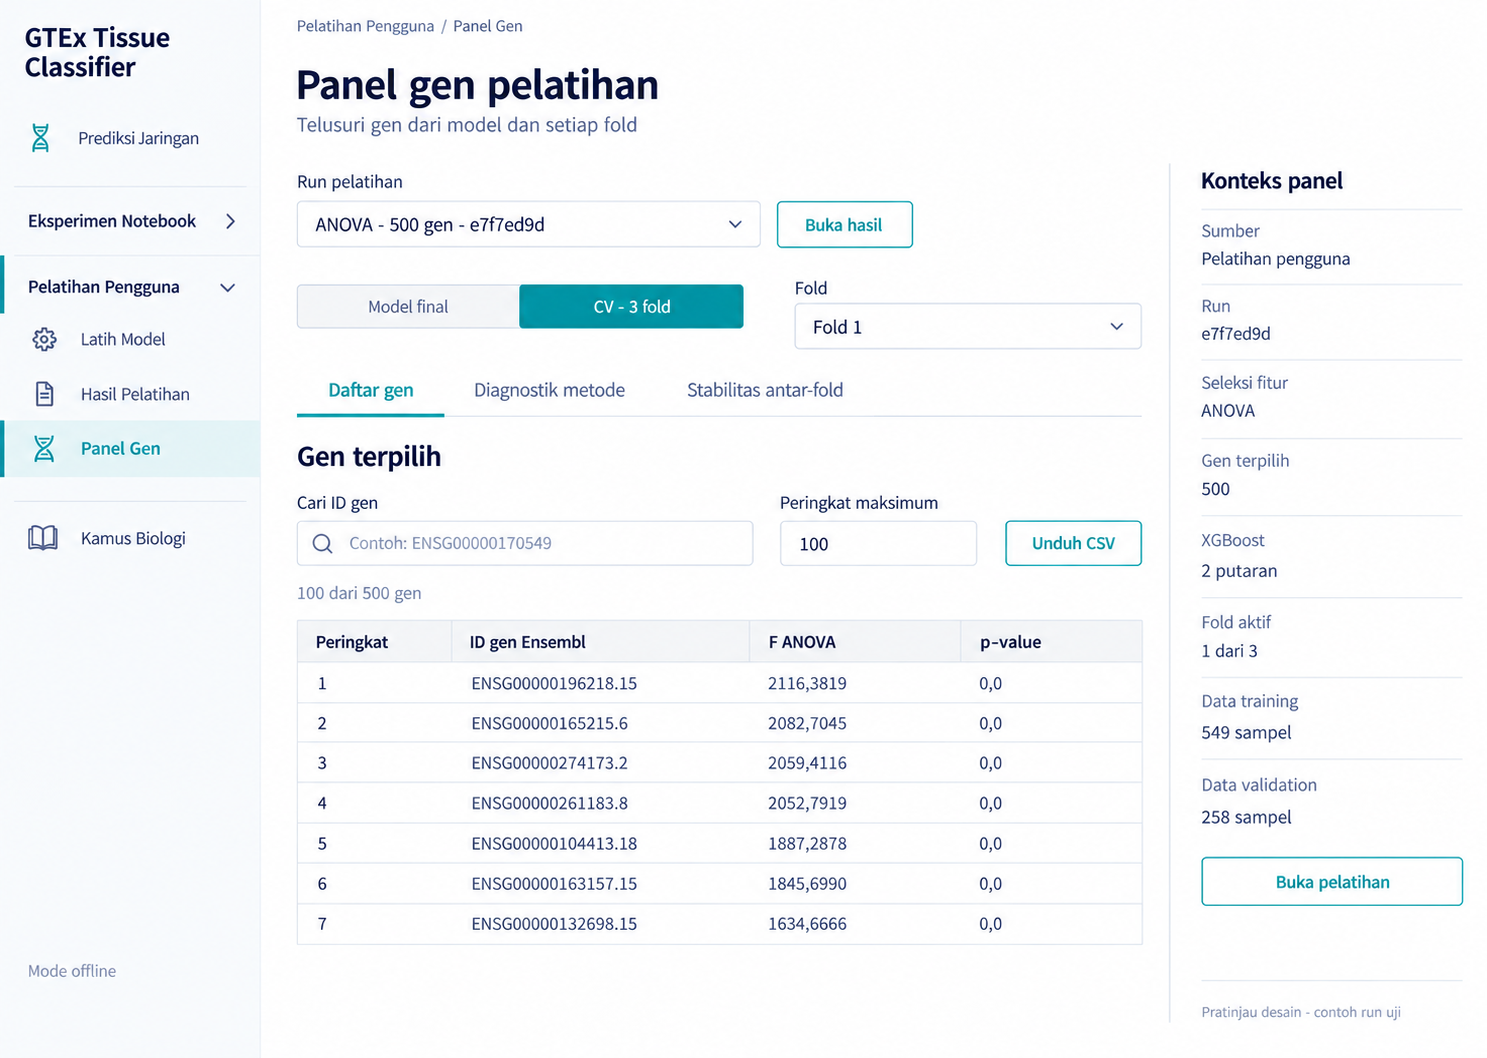 GTEx Tissue
Classifier
Prediksi Jaringan
Eksperimen Notebook
Pelatihan Pengguna
Latih Model
Hasil Pelatihan
Panel Gen
Kamus Biologi
Mode offline
Pelatihan Pengguna / Panel Gen
Panel gen pelatihan
Telusuri gen dari model dan setiap fold
Run pelatihan
ANOVA - 500 gen - e7f7ed9d
Buka hasil
Model final
CV - 3 fold
Fold
Fold 1
Daftar gen
Diagnostik metode
Stabilitas antar-fold
Gen terpilih
Cari ID gen
Contoh: ENSG00000170549
Peringkat maksimum
100
Unduh CSV
100 dari 500 gen
Peringkat ID gen Ensembl F ANOVA p-value
1 ENSG00000196218.15 2116,3819 0,0
2 ENSG00000165215.6 2082,7045 0,0
3 ENSG00000274173.2 2059,4116 0,0
4 ENSG00000261183.8 2052,7919 0,0
5 ENSG00000104413.18 1887,2878 0,0
6 ENSG00000163157.15 1845,6990 0,0
7 ENSG00000132698.15 1634,6666 0,0
Konteks panel
Sumber
Pelatihan pengguna
Run
e7f7ed9d
Seleksi fitur
ANOVA
Gen terpilih
500
XGBoost
2 putaran
Fold aktif
1 dari 3
Data training
549 sampel
Data validation
258 sampel
Buka pelatihan
Pratinjau desain - contoh run uji